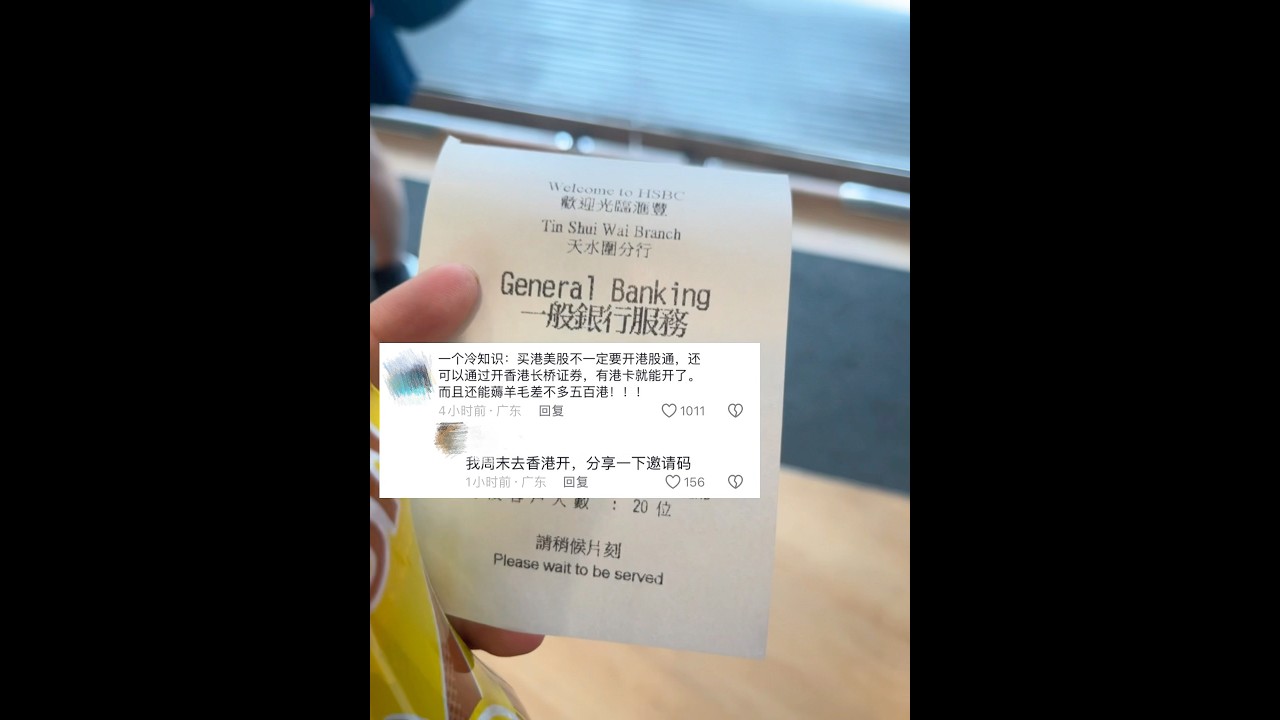 Welcome to HSBC
歡迎光臨滙豐
Tin Shui Wai Branch
天水圍分行
General Banking
一般銀行服務
一个冷知识：买港美股不一定要开港股通，还
可以通过开香港长桥证券，有港卡就能开了。
而且还能薅羊毛差不多五百港！！！
4小时前·广东 回复 1011
我周末去香港开，分享一下邀请码
1小时前·广东 回复 156
人數 : 20 位
請稍候片刻
Please wait to be served